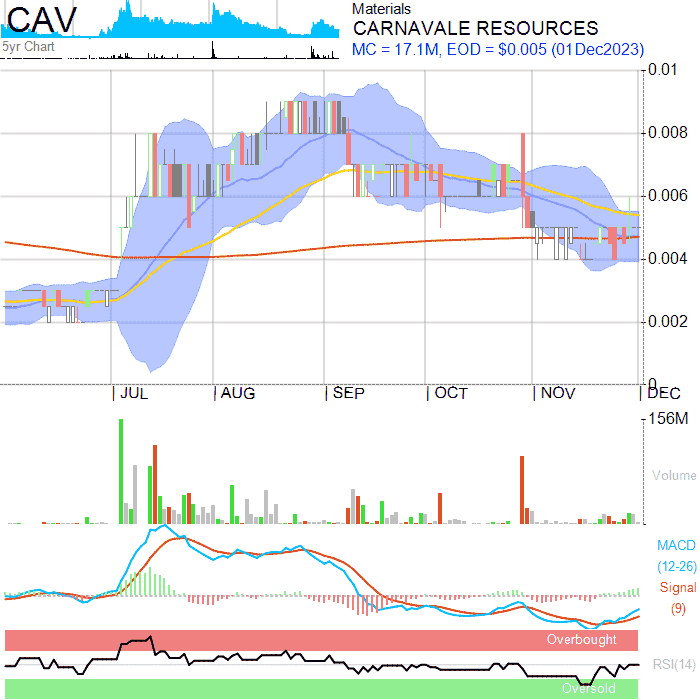 CAV
5yr Chart
Materials
CARNAVALE RESOURCES
MC = 17.1M, EOD = $0.005 (01Dec2023)
0.01
0.008
0.006
0.004
0.002
0
JUL AUG SEP OCT NOV DEC
156M
Volume
MACD
(12-26)
Signal
(9)
Overbought
RSI(14)
Oversold